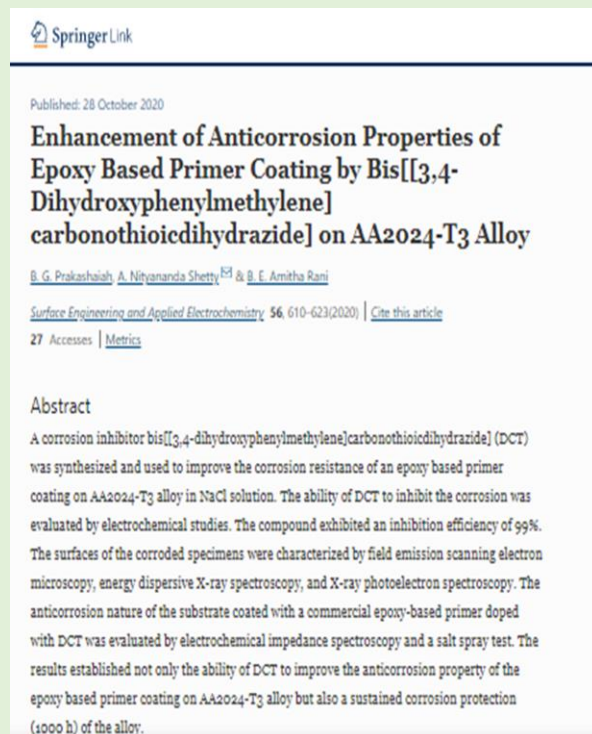 Springer Link
Published: 28 October 2020
Enhancement of Anticorrosion Properties of
Epoxy Based Primer Coating by Bis[[3,4-
Dihydroxyphenylmethylene]
carbonothioicdihydrazide] on AA2024-T3 Alloy
B. G. Prakashaiah, A. Nityananda Shetty & B. E. Amitha Rani
Surface Engineering and Applied Electrochemistry 56, 610-623(2020) | Cite this article
27 Accesses | Metrics
Abstract
A corrosion inhibitor bis[[3,4-dihydroxyphenylmethylene]carbonothioicdihydrazide] (DCT)
was synthesized and used to improve the corrosion resistance of an epoxy based primer
coating on AA2024-T3 alloy in NaCl solution. The ability of DCT to inhibit the corrosion was
evaluated by electrochemical studies. The compound exhibited an inhibition efficiency of 99%.
The surfaces of the corroded specimens were characterized by field emission scanning electron
microscopy, energy dispersive X-ray spectroscopy, and X-ray photoelectron spectroscopy. The
anticorrosion nature of the substrate coated with a commercial epoxy-based primer doped
with DCT was evaluated by electrochemical impedance spectroscopy and a salt spray test. The
results established not only the ability of DCT to improve the anticorrosion property of the
epoxy based primer coating on AA2024-T3 alloy but also a sustained corrosion protection
(1000 h) of the alloy.